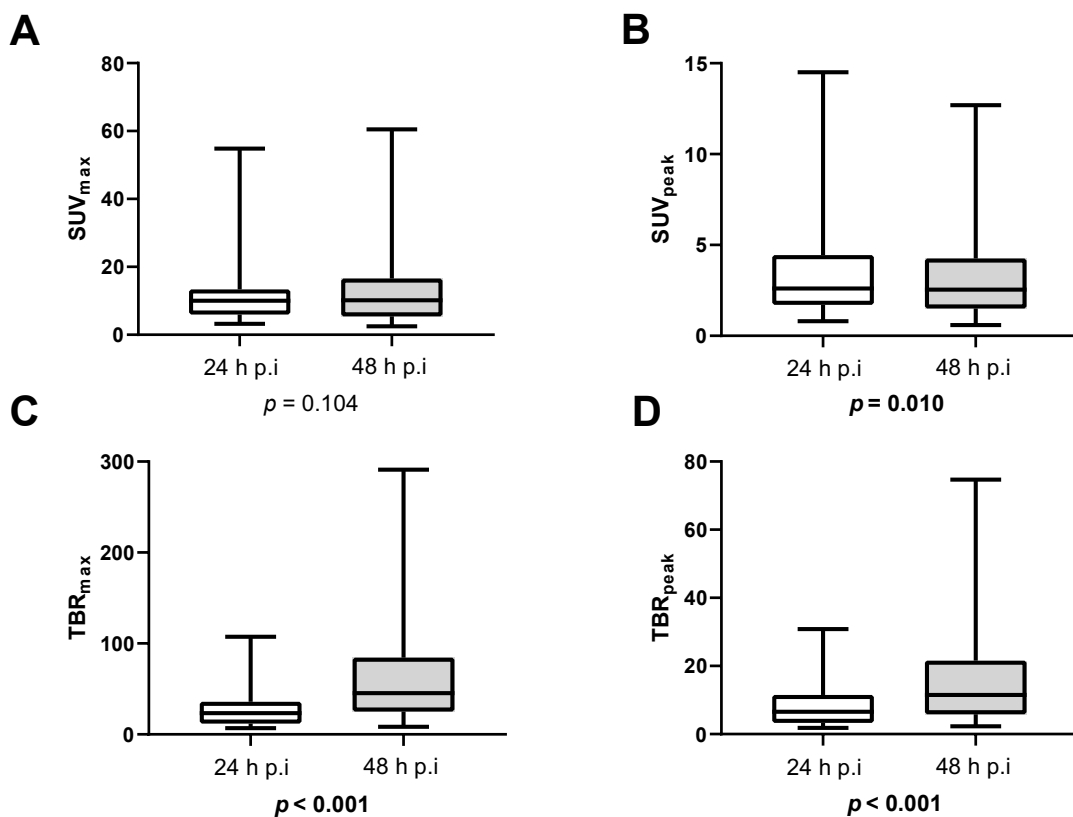 A
SUVmax
80
60
40
20
0
24 h p.i
48 h p.i
p = 0.104
B
SUVpeak
15
10
5
0
24 h p.i
48 h p.i
p = 0.010
C
TBRmax
300
200
100
0
24 h p.i
48 h p.i
p < 0.001
D
TBRpeak
80
60
40
20
0
24 h p.i
48 h p.i
p < 0.001